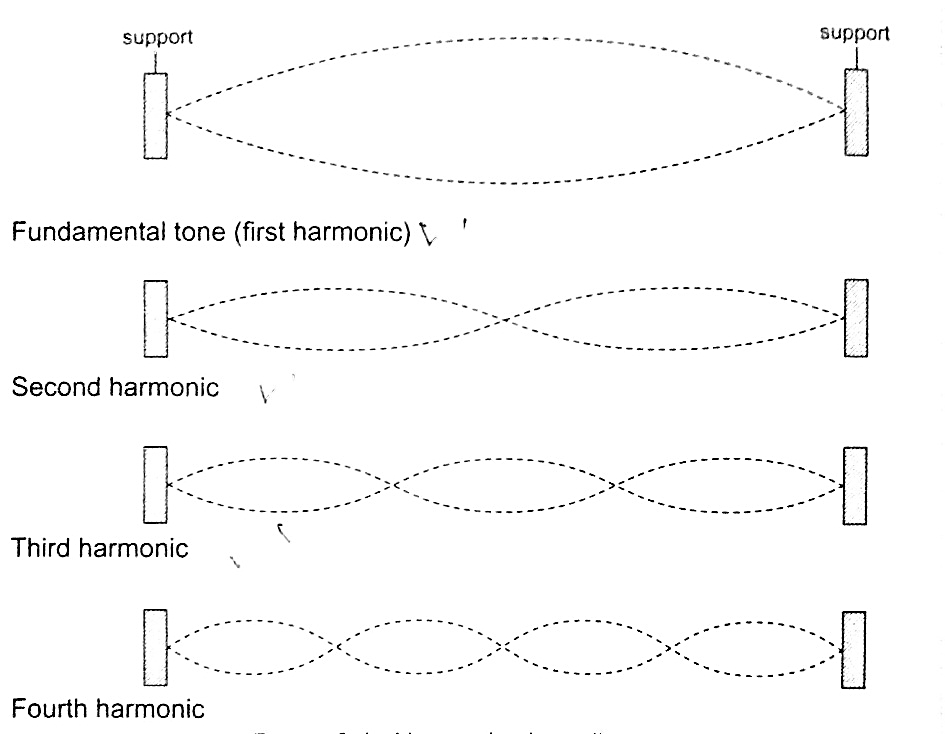 support
support
Fundamental tone (first harmonic)
Second harmonic
Third harmonic
Fourth harmonic